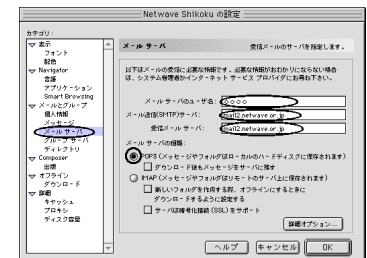 Netwave Shikoku の設定
カテゴリ:
表示
フォント
配色
Navigator
言語
アプリケーション
Smart Browsing
メールとグループ
個人情報
メッセージ
メール サーバ
グループ サーバ
ディレクトリ
Composer
出版
オフライン
ダウンロード
詳細
キャッシュ
プロキシ
ディスク容量
メール サーバ
受信メールのサーバを指定します。
以下はメールの受信に必要な情報です。必要な情報がおわかりにならない場合
は、システム管理者かインターネット サービス プロバイダにお尋ね下さい。
メール サーバのユーザ名: ○○○○
メール送信(SMTP)サーバ: mail2.netwave.or.jp
受信メール サーバ: mail2.netwave.or.jp
メール サーバの種類:
POP3 (メッセージやフォルダはローカルのハードディスクに保存されます)
ダウンロード後もメッセージをサーバに残す
IMAP (メッセージやフォルダはリモートのサーバ上に保存されます)
新しいフォルダを作成する際、オフラインにするときに
ダウンロードするように設定する
サーバは暗号化接続 (SSL) をサポート
詳細オプション...
ヘルプ
キャンセル
OK